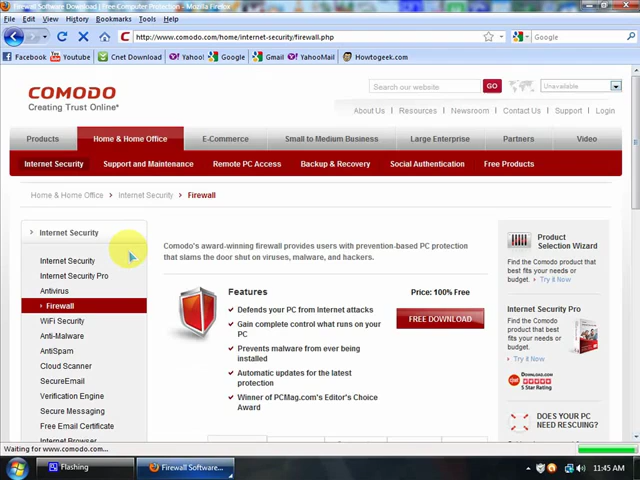 Firewall Software Download | Free Computer Protection - Mozilla Firefox
File Edit View History Bookmarks Tools Help
http://www.comodo.com/home/internet-security/firewall.php
Google
Facebook Youtube Cnet Download Yahoo! Google Gmail YahooMail Howtogeek.com
COMODO
Creating Trust Online®
Search our website GO Unavailable
About Us Resources Newsroom Contact Us Support Login
Products Home & Home Office E-Commerce Small to Medium Business Large Enterprise Partners Video
Internet Security Support and Maintenance Remote PC Access Backup & Recovery Social Authentication Free Products
Home & Home Office Internet Security Firewall
Internet Security
Internet Security
Internet Security Pro
Antivirus
Firewall
WiFi Security
Anti-Malware
AntiSpam
Cloud Scanner
SecureEmail
Verification Engine
Secure Messaging
Free Email Certificate
Internet Browser
Comodo's award-winning firewall provides users with prevention-based PC protection
that slams the door shut on viruses, malware, and hackers.
Features
Defends your PC from Internet attacks
Gain complete control what runs on your
PC
Prevents malware from ever being
installed
Automatic updates for the latest
protection
Winner of PCMag.com's Editor's Choice
Award
Price: 100% Free
FREE DOWNLOAD
Product
Selection Wizard
Find the Comodo
product that best
fits your needs or
budget. Try it Now
Internet Security Pro
Find the Comodo
product that
best fits your
needs or
budget.
Try it Now
5 Star Rating
DOES YOUR PC
NEED RESCUING?
Waiting for www.comodo.com...
Flashing
Firewall Software...
11:45 AM